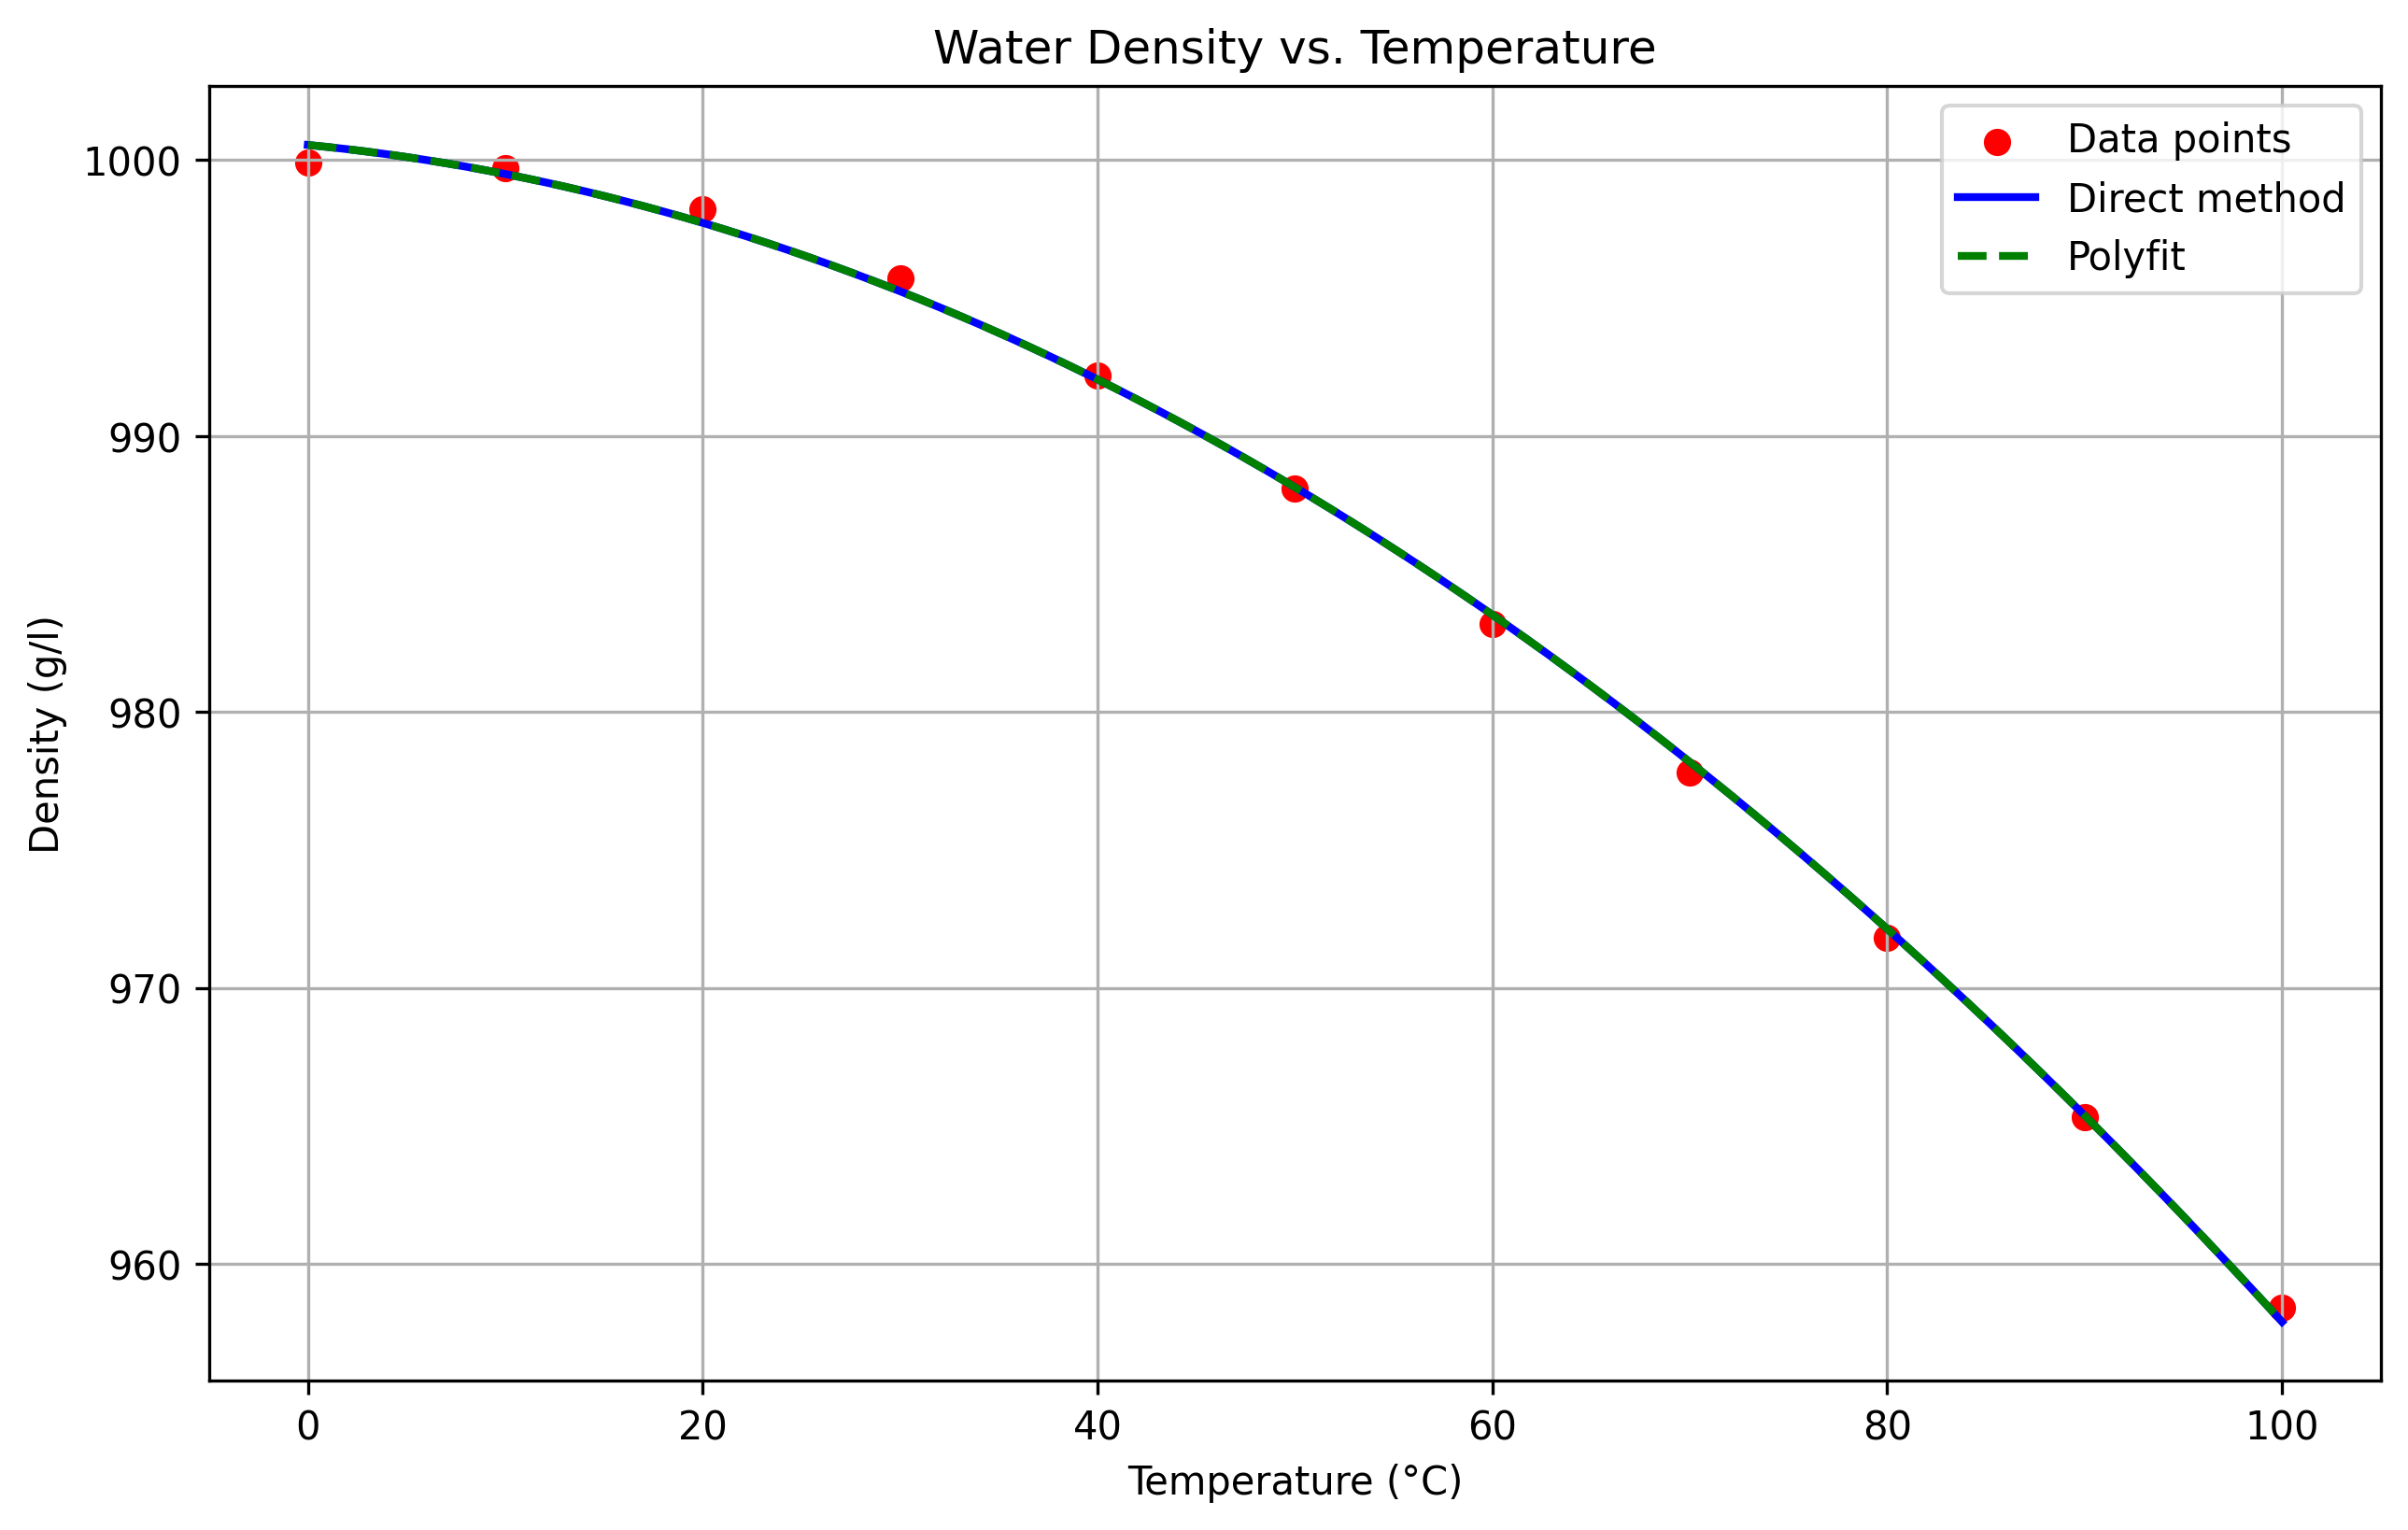 Water Density vs. Temperature
Data points
Direct method
Polyfit
1000
990
980
970
960
Density (g/l)
0 20 40 60 80 100
Temperature (°C)